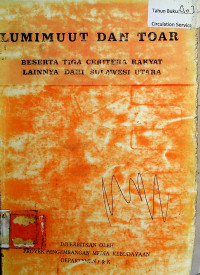 Tahun Buku
Circulation Service
LUMIMUUT DAN TOAR
BESERTA TIGA CERITERA RAKYAT
LAINNYA DARI SULAWESI UTARA
DITERBITKAN OLEH
PROYEK PENGEMBANGAN MEDIA KEBUDAYAAN
DEPARTEMEN P & K